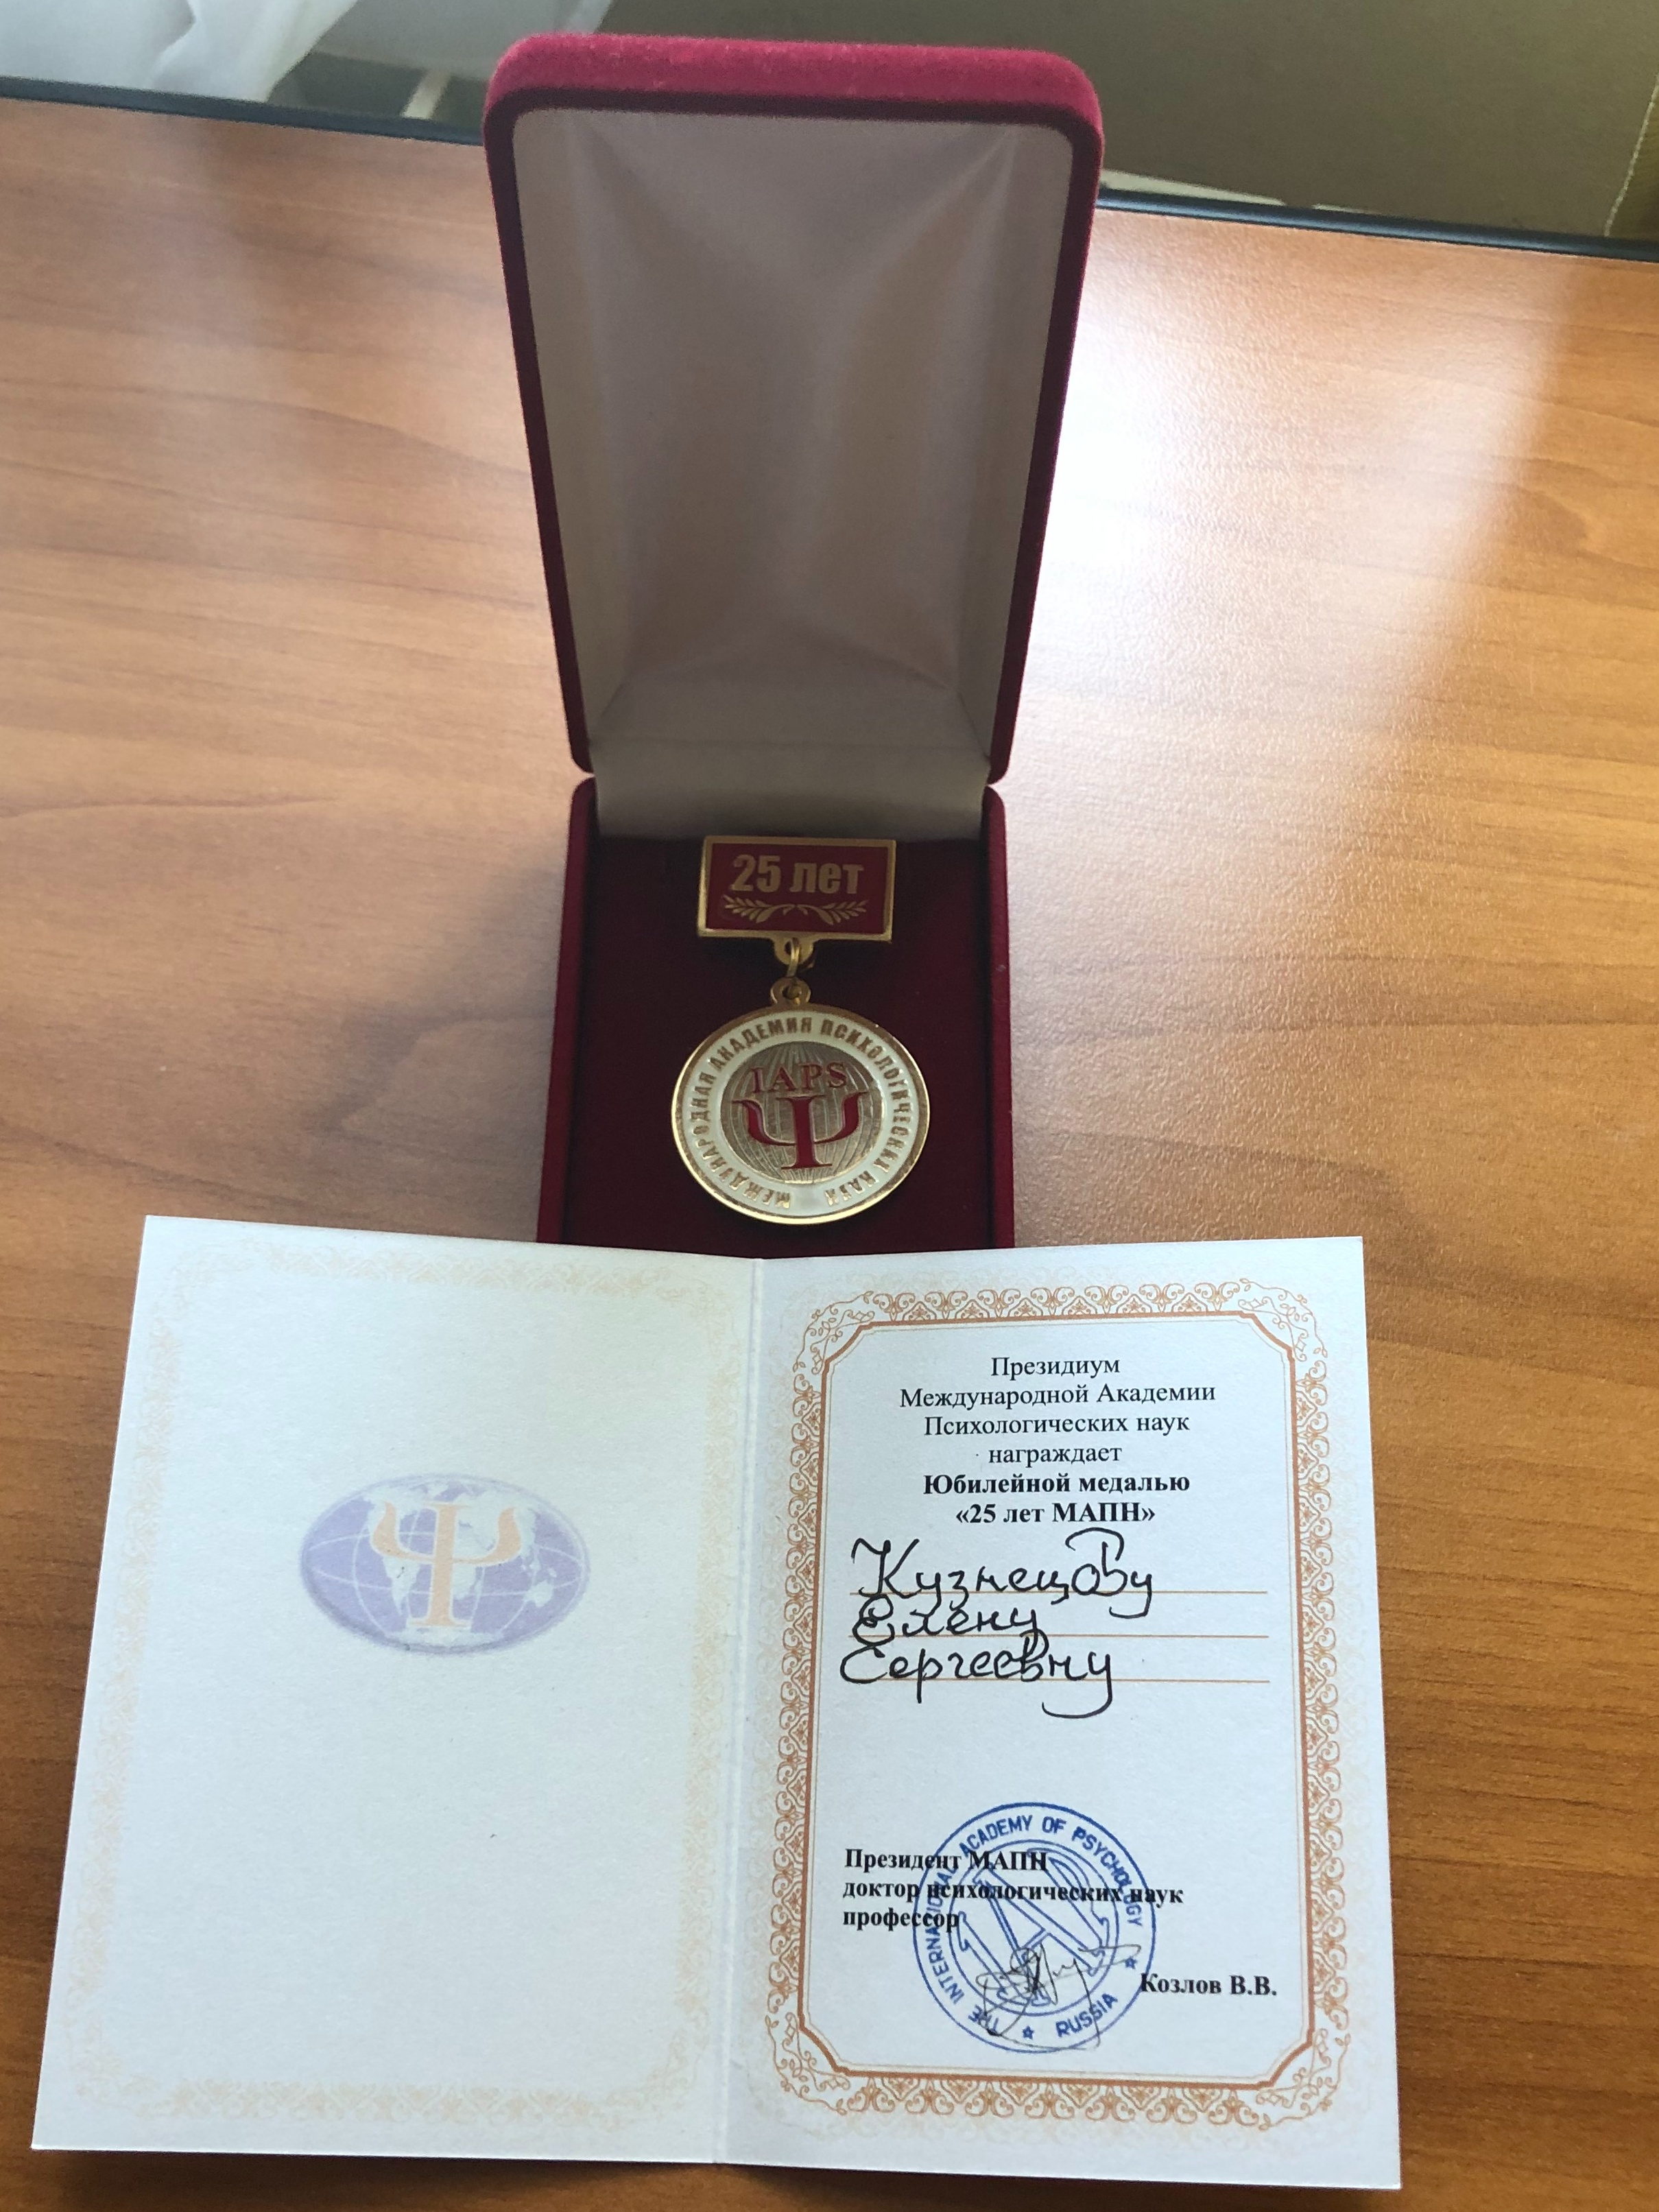 25 лет
МЕЖДУНАРОДНАЯ АКАДЕМИЯ ПСИХОЛОГИЧЕСКИХ НАУК
IAPS
Ψ
Ψ
Президиум
Международной Академии
Психологических наук
награждает
Юбилейной медалью
«25 лет МАПН»
Кузнецову
Елену
Сергеевну
THE INTERNATIONAL ACADEMY OF PSYCHOLOGY
RUSSIA
Президент МАПН
доктор психологических наук
профессор
Козлов В.В.